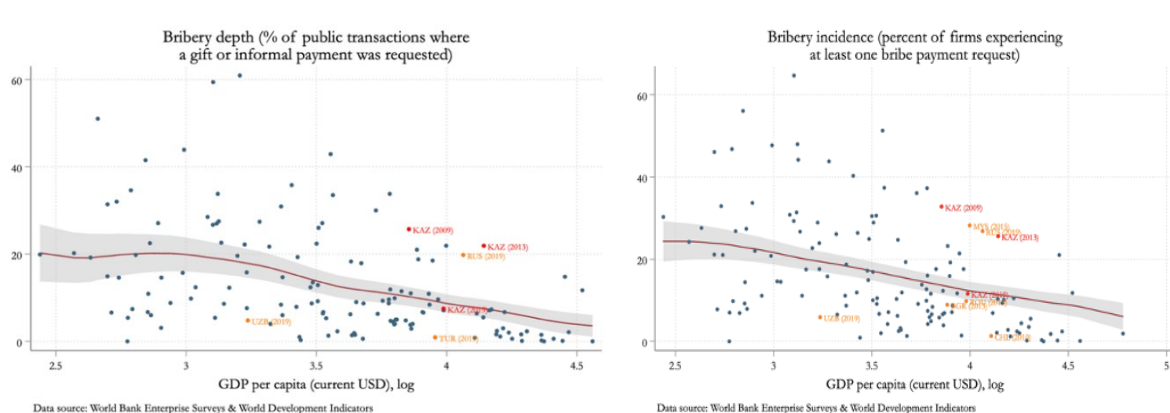 Bribery depth (% of public transactions where
a gift or informal payment was requested)
60
40
20
0
KAZ (2009)
KAZ (2013)
RUS (2019)
KAZ (2019)
UZB (2019)
TUR (2019)
2.5 3 3.5 4 4.5
GDP per capita (current USD), log
Data source: World Bank Enterprise Surveys & World Development Indicators
Bribery incidence (percent of firms experiencing
at least one bribe payment request)
60
40
20
0
KAZ (2009)
KAZ (2013)
KAZ (2019)
UZB (2019)
2.5 3 3.5 4 4.5 5
GDP per capita (current USD), log
Data source: World Bank Enterprise Surveys & World Development Indicators